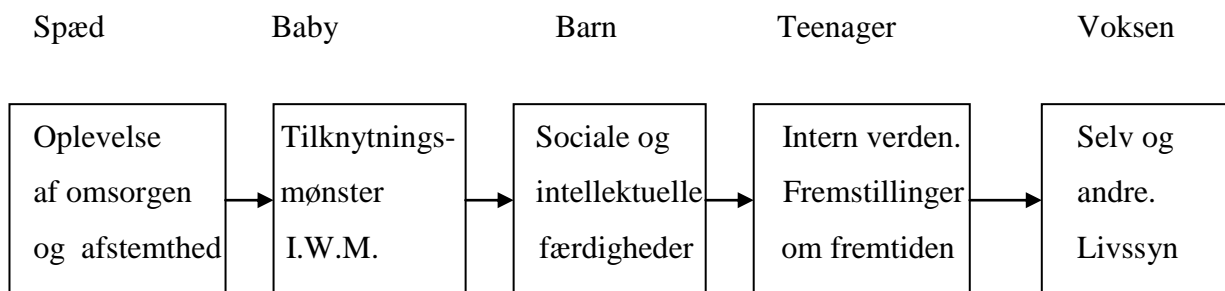 Spæd Baby Barn Teenager Voksen
Oplevelse
af omsorgen
og afstemthed
Tilknytnings-
mønster
I.W.M.
Sociale og
intellektuelle
færdigheder
Intern verden.
Fremstillinger
om fremtiden
Selv og
andre.
Livssyn